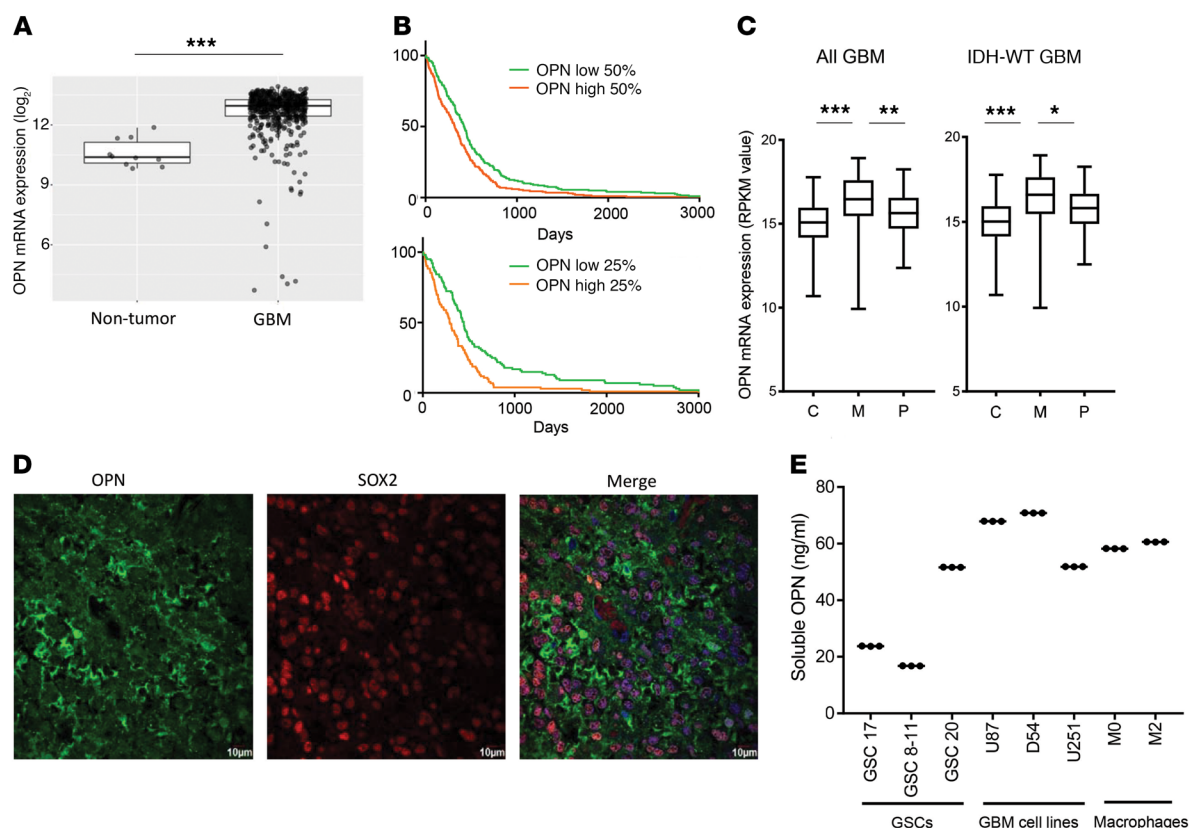 A
***
OPN mRNA expression (log2)
12
9
6
Non-tumor
GBM
B
100
50
0
OPN low 50%
OPN high 50%
0 1000 2000 3000
Days
100
50
0
OPN low 25%
OPN high 25%
0 1000 2000 3000
Days
C
All GBM
IDH-WT GBM
*** **
*** *
OPN mRNA expression (RPKM value)
20
15
10
5
C M P
20
15
10
5
C M P
D
OPN
SOX2
Merge
10μm
10μm
10μm
E
Soluble OPN (ng/ml)
80
60
40
20
0
GSC 17
GSC 8-11
GSC 20
U87
D54
U251
M0
M2
GSCs
GBM cell lines
Macrophages